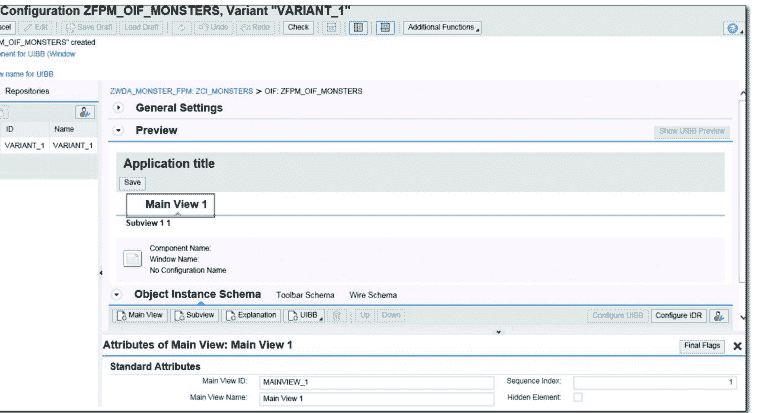 Configuration ZFPM_OIF_MONSTERS, Variant "VARIANT_1"
cel Edit Save Draft Load Draft Undo Redo Check Additional Functions
M_OIF_MONSTERS" created
nent for UIBB (Window
w name for UIBB
Repositories
ZWDA_MONSTER_FPM: ZCI_MONSTERS > OIF: ZFPM_OIF_MONSTERS
General Settings
ID Name
Preview Show UIBB Preview
VARIANT_1 VARIANT_1
Application title
Save
Main View 1
Subview 1 1
Component Name:
Window Name:
No Configuration Name
Object Instance Schema Toolbar Schema Wire Schema
Main View Subview Explanation UIBB Up Down Configure UIBB Configure IDR
Attributes of Main View: Main View 1 Final Flags
Standard Attributes
Main View ID: MAINVIEW_1 Sequence Index: 1
Main View Name: Main View 1 Hidden Element: